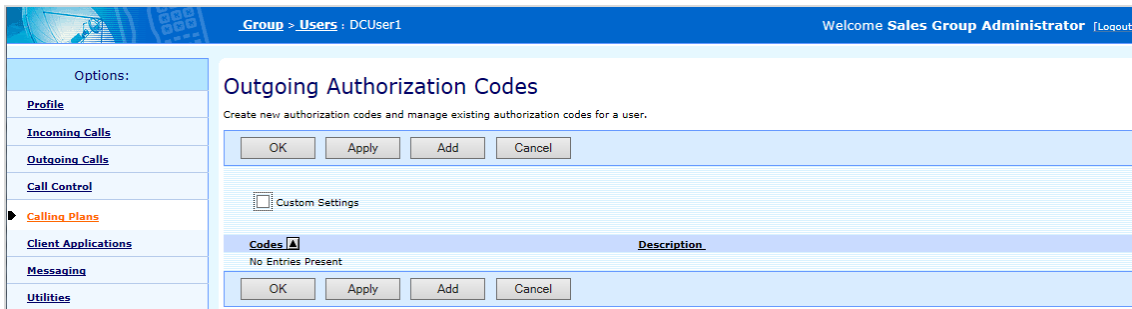 Group > Users : DCUser1
Welcome Sales Group Administrator [Logout
Options:
Profile
Incoming Calls
Outgoing Calls
Call Control
Calling Plans
Client Applications
Messaging
Utilities
Outgoing Authorization Codes
Create new authorization codes and manage existing authorization codes for a user.
OK Apply Add Cancel
Custom Settings
Codes Description
No Entries Present
OK Apply Add Cancel